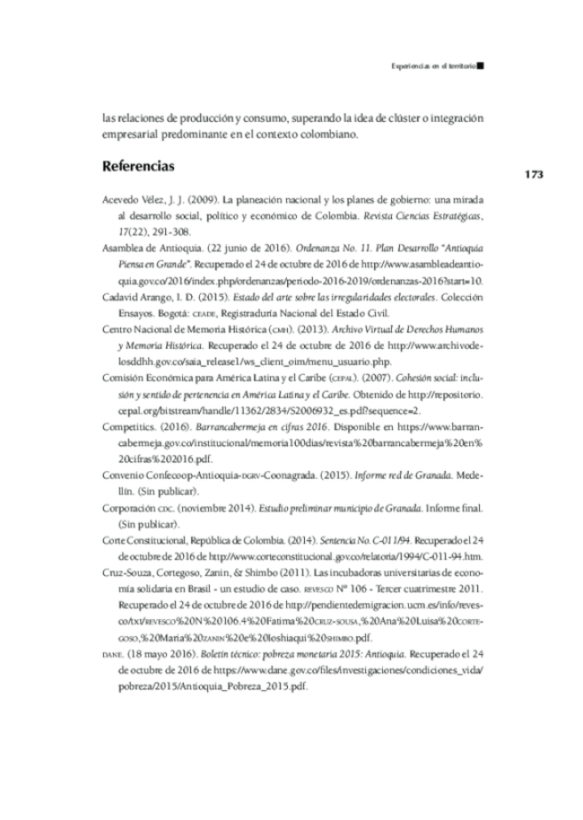 Experiencias en el territorio
las relaciones de producción y consumo, superando la idea de clúster o integración
empresarial predominante en el contexto colombiano.
Referencias
173
Acevedo Vélez, J. J. (2009). La planeación nacional y los planes de gobierno: una mirada
al desarrollo social, político y económico de Colombia. Revista Ciencias Estratégicas,
17(22), 291-308.
Asamblea de Antioquia. (22 junio de 2016). Ordenanza No. 11. Plan Desarrollo "Antioquia
Piensa en Grande". Recuperado el 24 de octubre de 2016 de http://www.asambleadeantio-
quia.gov.co/2016/index.php/ordenanzas/periodo-2016-2019/ordenanzas-2016?start=10.
Cadavid Arango, I. D. (2015). Estado del arte sobre las irregularidades electorales. Colección
Ensayos. Bogotá: CEADE, Registraduría Nacional del Estado Civil.
Centro Nacional de Memoria Histórica (CMH). (2013). Archivo Virtual de Derechos Humanos
y Memoria Histórica. Recuperado el 24 de octubre de 2016 de http://www.archivode-
losddhh.gov.co/saia_release1/ws_client_oim/menu_usuario.php.
Comisión Económica para América Latina y el Caribe (CEPAL). (2007). Cohesión social: inclu-
sión y sentido de pertenencia en América Latina y el Caribe. Obtenido de http://repositorio.
cepal.org/bitstream/handle/11362/2834/S2006932_es.pdf?sequence=2.
Competitics. (2016). Barrancabermeja en cifras 2016. Disponible en https://www.barran-
cabermeja.gov.co/institucional/memoria100dias/revista%20barrancabermeja%20en%
20cifras%202016.pdf.
Convenio Confecoop-Antioquia-DGRV-Coonagrada. (2015). Informe red de Granada. Mede-
llín. (Sin publicar).
Corporación CDC. (noviembre 2014). Estudio preliminar municipio de Granada. Informe final.
(Sin publicar).
Corte Constitucional, República de Colombia. (2014). Sentencia No. C-011/94. Recuperado el 24
de octubre de 2016 de http://www.corteconstitucional.gov.co/relatoria/1994/C-011-94.htm.
Cruz-Souza, Cortegoso, Zanin, & Shimbo (2011). Las incubadoras universitarias de econo-
mía solidaria en Brasil - un estudio de caso. REVESCO Nº 106 - Tercer cuatrimestre 2011.
Recuperado el 24 de octubre de 2016 de http://pendientedemigracion.ucm.es/info/reves-
co/txt/REVESCO%20N%20106.4%20Fatima%20CRUZ-SOUSA,%20Ana%20Luisa%20CORTE-
GOSO,%20Maria%20ZANIN%20e%20Ioshiaqui%20SHIMBO.pdf.
DANE. (18 mayo 2016). Boletín técnico: pobreza monetaria 2015: Antioquia. Recuperado el 24
de octubre de 2016 de https://www.dane.gov.co/files/investigaciones/condiciones_vida/
pobreza/2015/Antioquia_Pobreza_2015.pdf.